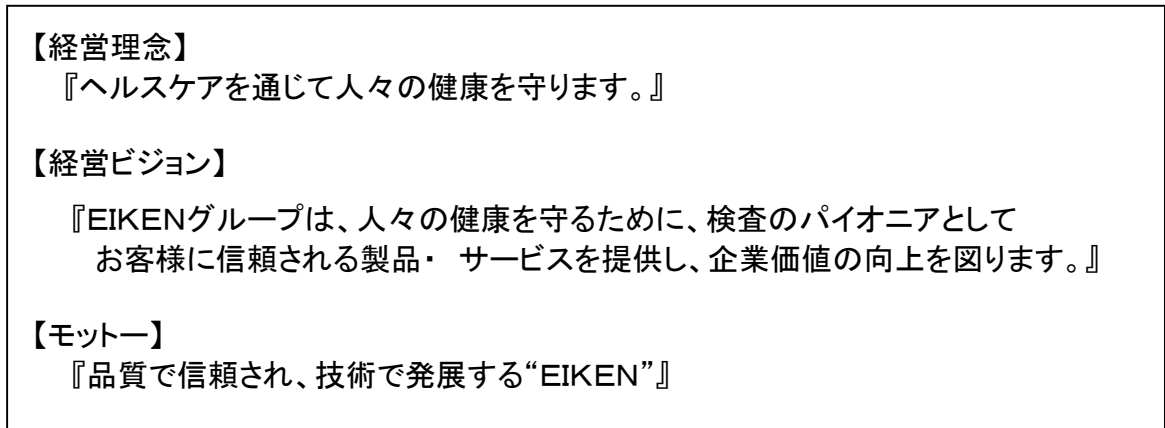 【経営理念】
『ヘルスケアを通じて人々の健康を守ります。』
【経営ビジョン】
『EIKENグループは、人々の健康を守るために、検査のパイオニアとして
お客様に信頼される製品・ サービスを提供し、企業価値の向上を図ります。』
【モットー】
『品質で信頼され、技術で発展する“EIKEN”』